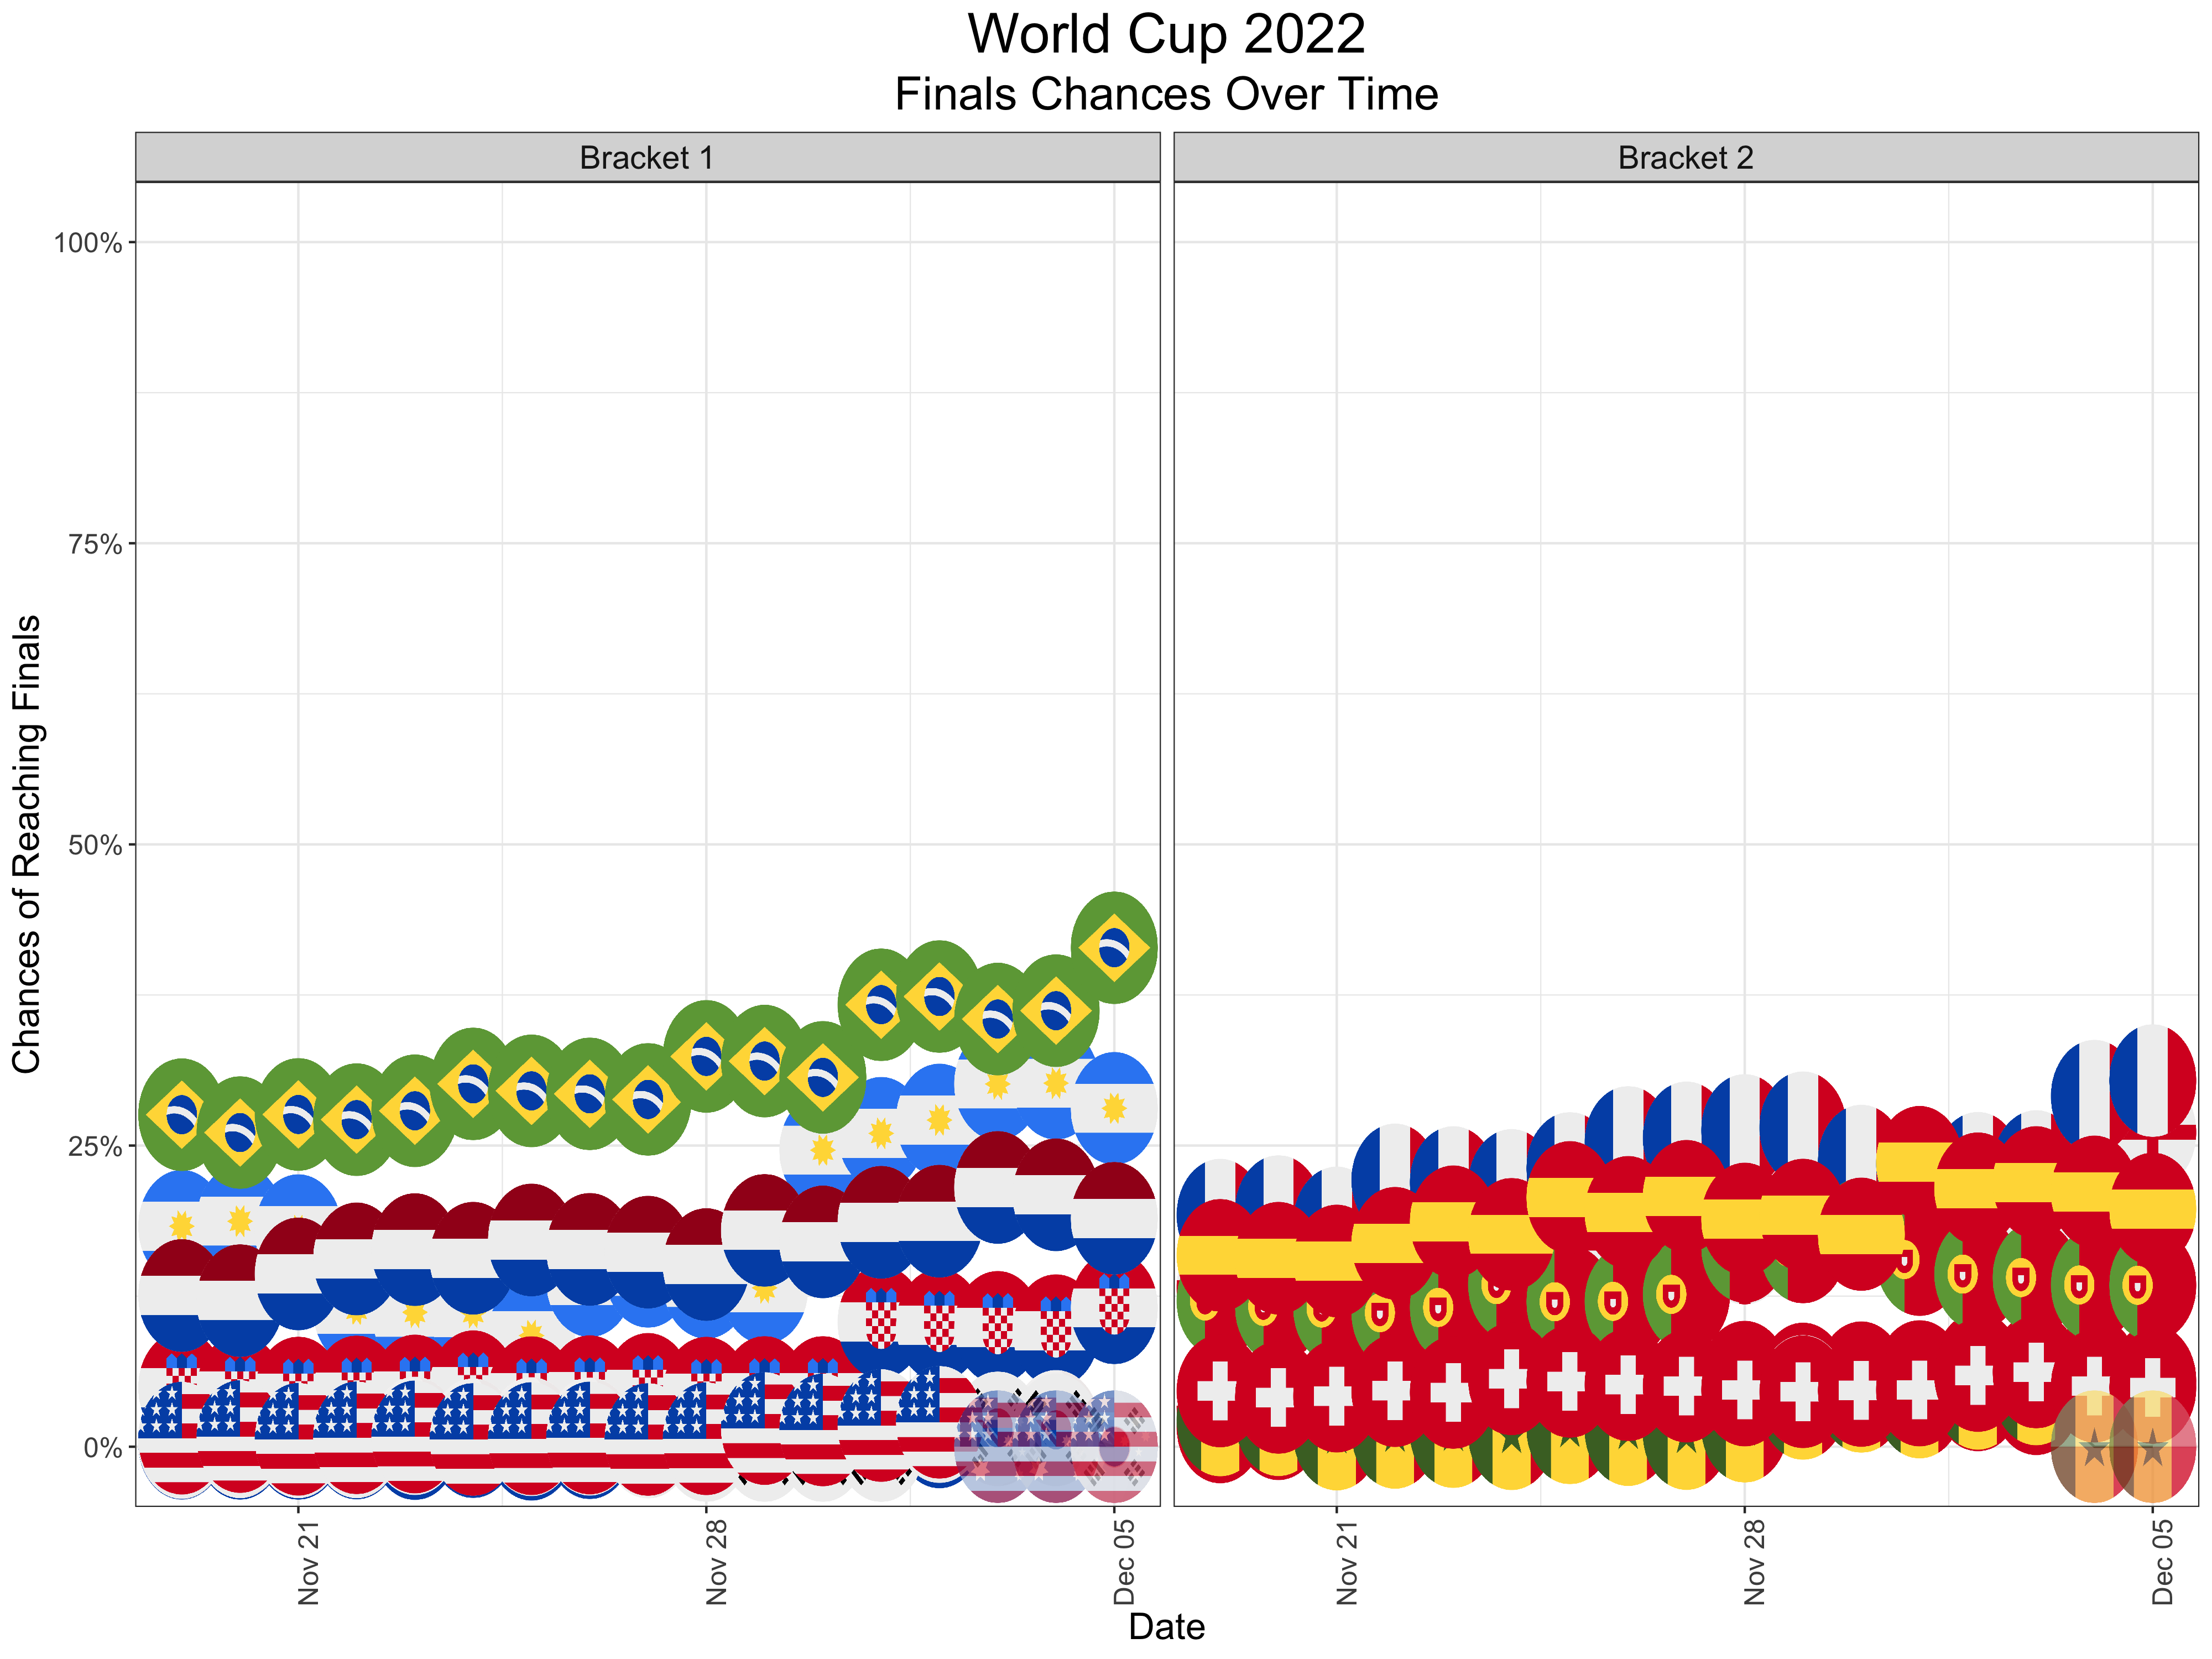 World Cup 2022
Finals Chances Over Time
Bracket 1
Bracket 2
Chances of Reaching Finals
100%
75%
50%
25%
0%
Nov 21
Nov 28
Dec 05
Nov 21
Nov 28
Dec 05
Date